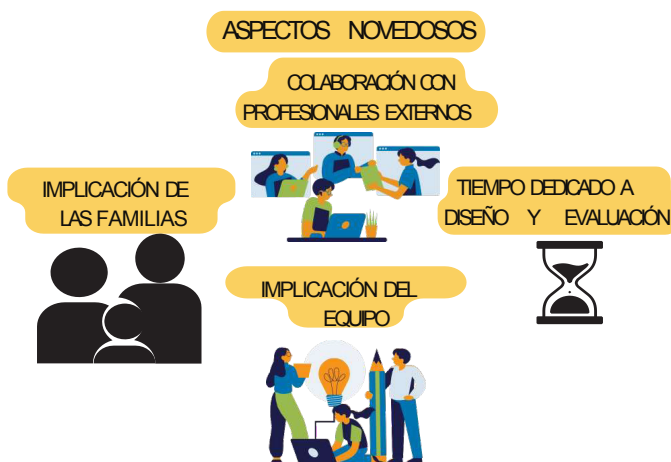 ASPECTOS NOVEDOSOS
COLABORACIÓN CON
PROFESIONALES EXTERNOS
IMPLICACIÓN DE
LAS FAMILIAS
TIEMPO DEDICADO A
DISEÑO Y EVALUACIÓN
IMPLICACIÓN DEL
EQUIPO